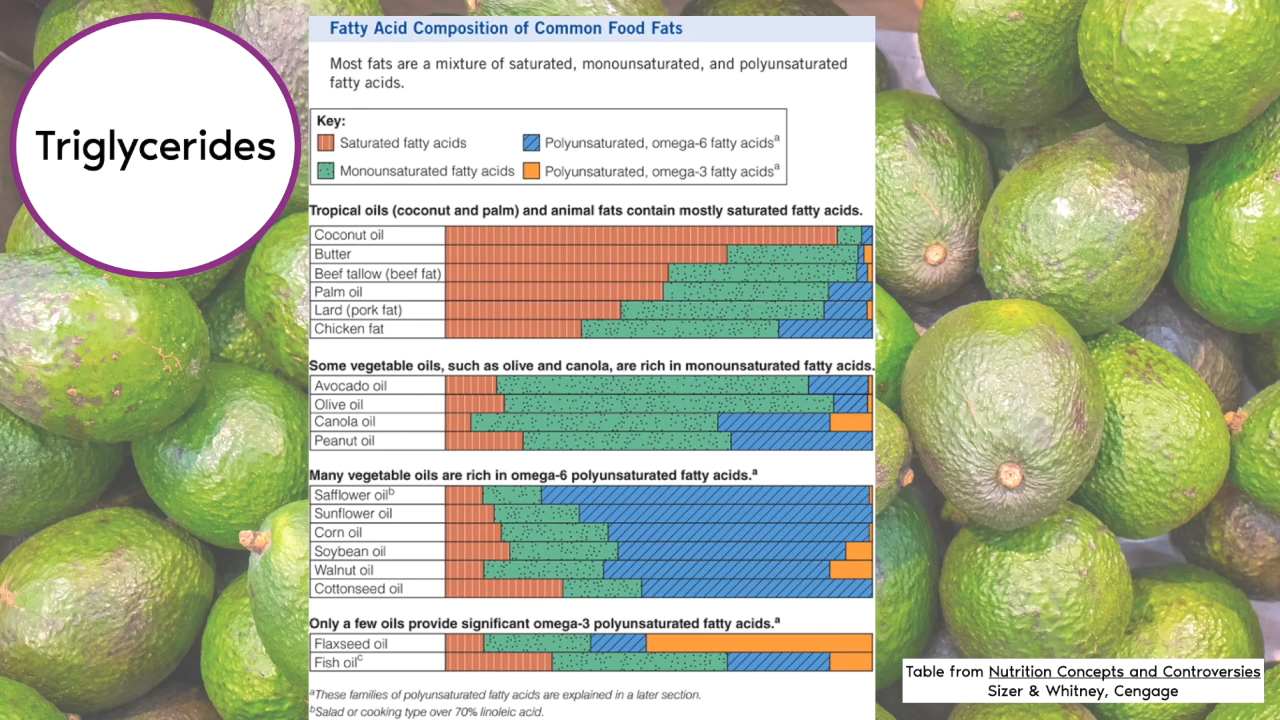 Triglycerides
Fatty Acid Composition of Common Food Fats
Most fats are a mixture of saturated, monounsaturated, and polyunsaturated
fatty acids.
Key:
Saturated fatty acids
Polyunsaturated, omega-6 fatty acidsᵃ
Monounsaturated fatty acids
Polyunsaturated, omega-3 fatty acidsᵃ
Tropical oils (coconut and palm) and animal fats contain mostly saturated fatty acids.
Coconut oil
Butter
Beef tallow (beef fat)
Palm oil
Lard (pork fat)
Chicken fat
Some vegetable oils, such as olive and canola, are rich in monounsaturated fatty acids.
Avocado oil
Olive oil
Canola oil
Peanut oil
Many vegetable oils are rich in omega-6 polyunsaturated fatty acids.ᵃ
Safflower oilᵇ
Sunflower oil
Corn oil
Soybean oil
Walnut oil
Cottonseed oil
Only a few oils provide significant omega-3 polyunsaturated fatty acids.ᵃ
Flaxseed oil
Fish oilᶜ
ᵃThese families of polyunsaturated fatty acids are explained in a later section.
ᵇSalad or cooking type over 70% linoleic acid.
Table from Nutrition Concepts and Controversies
Sizer & Whitney, Cengage